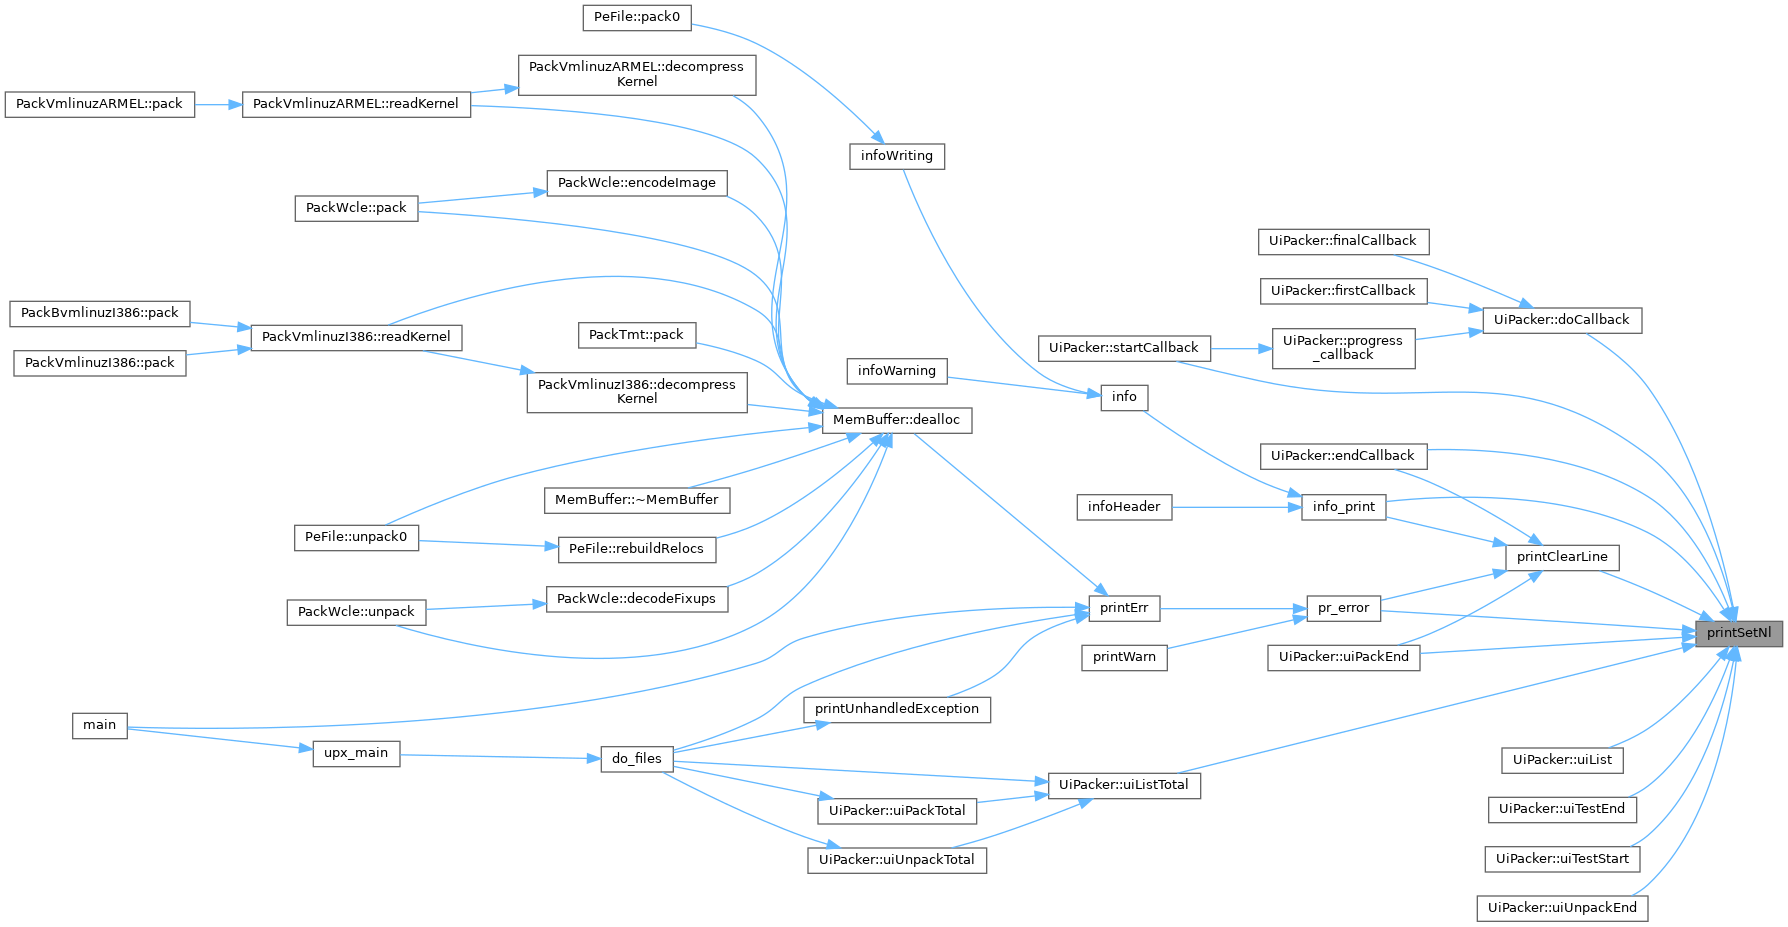 PeFile::pack0
PackVmlinuzARMEL::decompress
Kernel
PackVmlinuzARMEL::pack
PackVmlinuzARMEL::readKernel
infoWriting
PackWcle::encodeImage
PackWcle::pack
UiPacker::finalCallback
UiPacker::firstCallback
PackBvmlinuzI386::pack
UiPacker::doCallback
PackTmt::pack
PackVmlinuzI386::readKernel
UiPacker::progress
_callback
UiPacker::startCallback
PackVmlinuzI386::pack
infoWarning
PackVmlinuzI386::decompress
Kernel
info
MemBuffer::dealloc
UiPacker::endCallback
MemBuffer::~MemBuffer
infoHeader
info_print
PeFile::unpack0
PeFile::rebuildRelocs
printClearLine
PackWcle::decodeFixups
PackWcle::unpack
printErr
pr_error
printSetNl
printWarn
UiPacker::uiPackEnd
printUnhandledException
main
upx_main
do_files
UiPacker::uiList
UiPacker::uiListTotal
UiPacker::uiPackTotal
UiPacker::uiTestEnd
UiPacker::uiUnpackTotal
UiPacker::uiTestStart
UiPacker::uiUnpackEnd